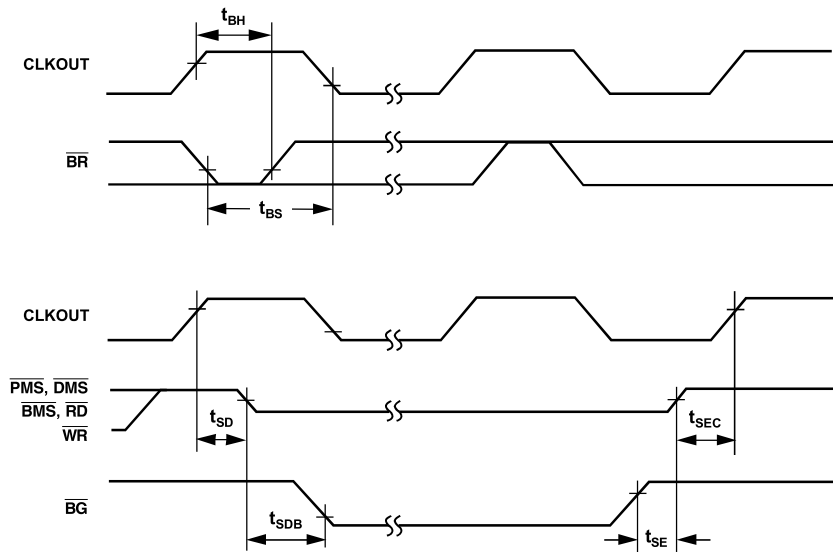 tBH
CLKOUT
BR
tBS
CLKOUT
PMS, DMS
BMS, RD
WR
tSD
tSEC
BG
tSDB
tSE